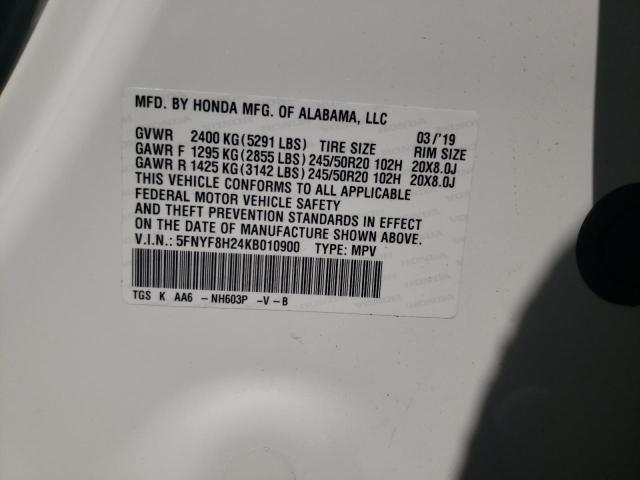 MFD. BY HONDA MFG. OF ALABAMA, LLC
03/'19
GVWR 2400 KG(5291 LBS) TIRE SIZE RIM SIZE
GAWR F 1295 KG(2855 LBS) 245/50R20 102H 20X8.0J
GAWR R 1425 KG(3142 LBS) 245/50R20 102H 20X8.0J
THIS VEHICLE CONFORMS TO ALL APPLICABLE
FEDERAL MOTOR VEHICLE SAFETY
AND THEFT PREVENTION STANDARDS IN EFFECT
ON THE DATE OF MANUFACTURE SHOWN ABOVE.
V.I.N.: 5FNYF8H24KB010900 TYPE: MPV
TGS K AA6 -NH603P -V-B